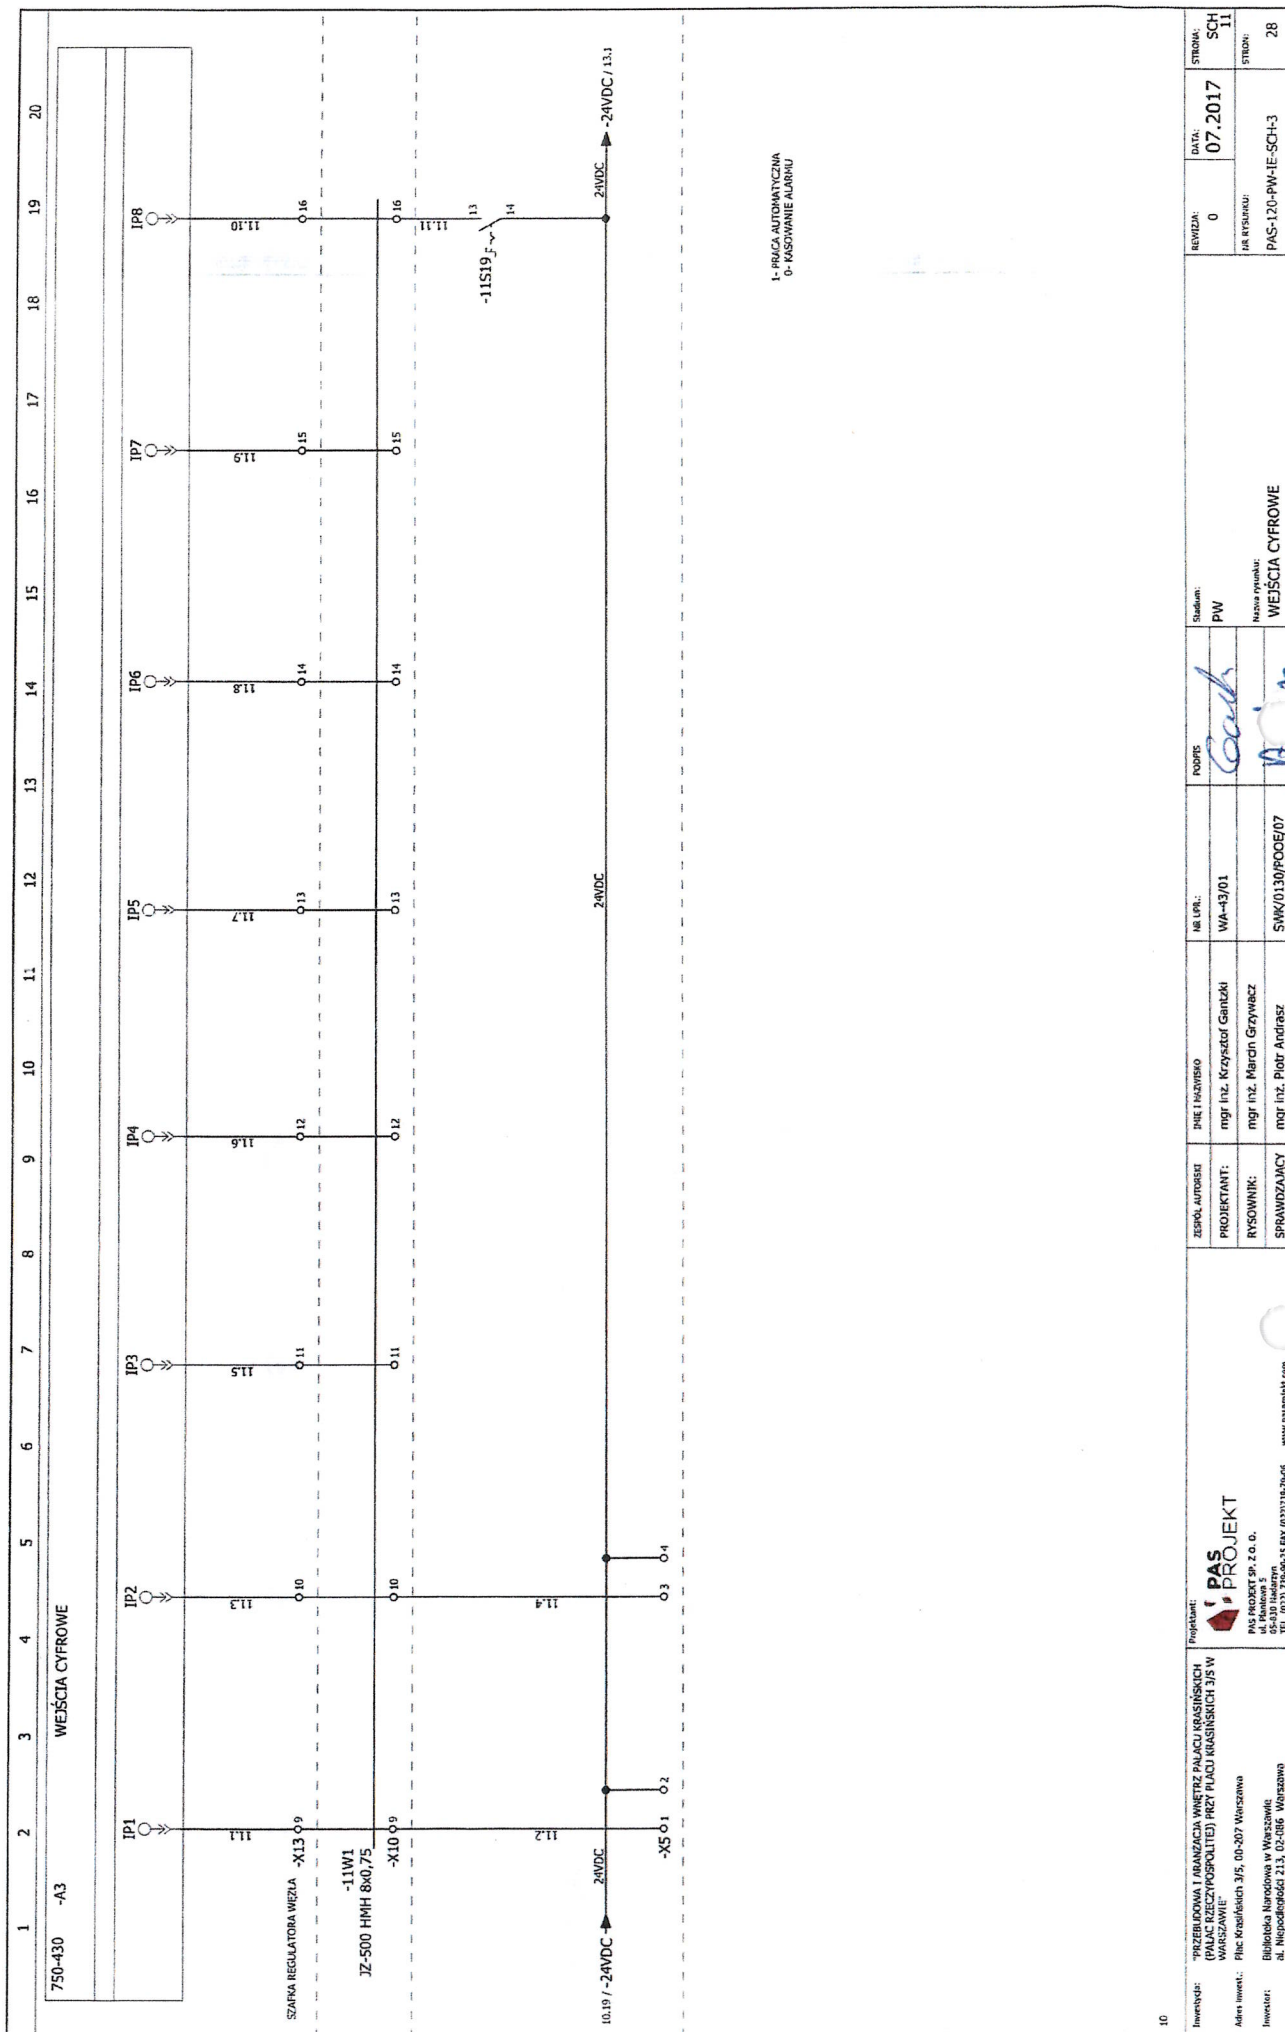 1 2 3 4 5 6 7 8 9 10 11 12 13 14 15 16 17 18 19 20
750-430 -A3 WEJŚCIA CYFROWE
IP1 IP2 IP3 IP4 IP5 IP6 IP7 IP8
11.1 11.3 11.5 11.6 11.7 11.8 11.9 11.10
SZAFKA REGULATORA WĘZŁA -X13 9 10 11 12 13 14 15 16
-11W1
JZ-500 HMH 8x0,75
-X10 9 10 11 12 13 14 15 16
11.2 11.4 11.11
-11S19 13 14
10.19 / -24VDC 24VDC 24VDC 24VDC -24VDC / 13.1
-X5 1 2 3 4
1- PRACA AUTOMATYCZNA
0- KASOWANIE ALARMU
10
Inwestycja:
"PRZEBUDOWA I ARANŻACJA WNĘTRZ PAŁACU KRASIŃSKICH
(PAŁAC RZECZYPOSPOLITEJ) PRZY PLACU KRASIŃSKICH 3/5 W
WARSZAWIE"
Adres inwest.: Plac Krasińskich 3/5, 00-207 Warszawa
Inwestor:
Biblioteka Narodowa w Warszawie
al. Niepodległości 213, 02-086 Warszawa
Projektant:
PAS
PROJEKT
PAS PROJEKT SP. Z O. O.
ul. Plantowa 5
05-830 Nadarzyn
ZESPÓŁ AUTORSKI IMIĘ I NAZWISKO NR UPR.: PODPIS
PROJEKTANT: mgr inż. Krzysztof Gantzki WA-43/01
RYSOWNIK: mgr inż. Marcin Grzywacz
SPRAWDZAJĄCY mgr inż. Piotr Andrasz SWK/0130/POOE/07
Stadium:
PW
Nazwa rysunku:
WEJŚCIA CYFROWE
REWIZJA: 0
DATA: 07.2017
STRONA: SCH 11
NR RYSUNKU:
PAS-120-PW-IE-SCH-3
STRON:
28